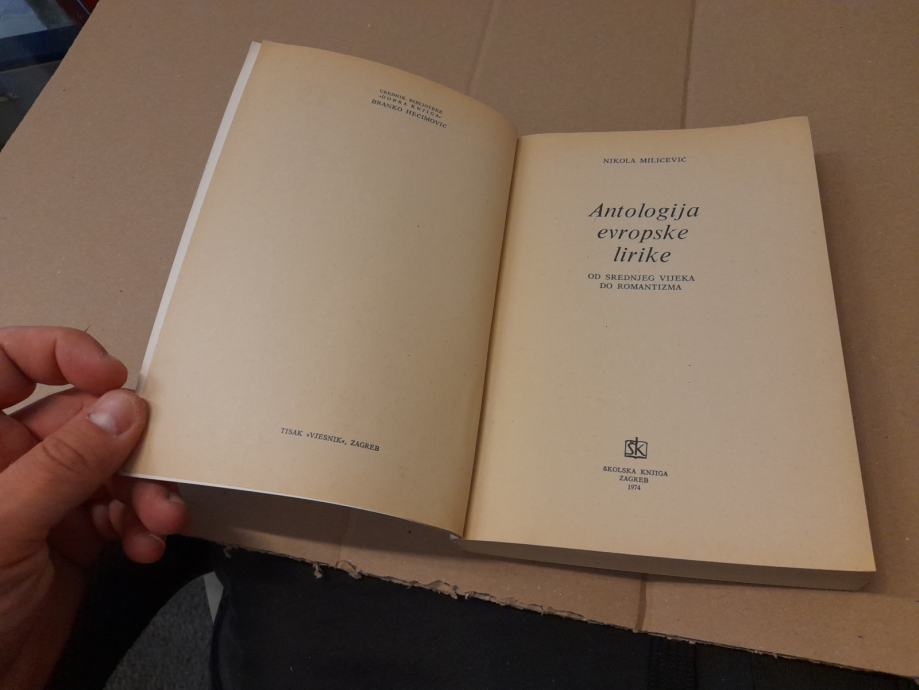 UREDNIK BIBLIOTEKE
»DOBRA KNJIGA«
BRANKO HEĆIMOVIĆ
TISAK »VJESNIK«, ZAGREB
NIKOLA MILIĆEVIĆ
Antologija
evropske
lirike
OD SREDNJEG VIJEKA
DO ROMANTIZMA
ŠK
ŠKOLSKA KNJIGA
ZAGREB
1974